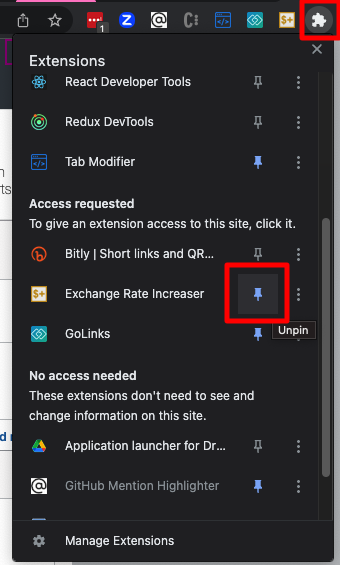 1
Z
@
C
$+
Extensions
React Developer Tools
Redux DevTools
Tab Modifier
Access requested
To give an extension access to this site, click it.
Bitly | Short links and QR...
$+
Exchange Rate Increaser
GoLinks
Unpin
No access needed
These extensions don't need to see and
change information on this site.
Application launcher for Dr...
@
GitHub Mention Highlighter
Manage Extensions